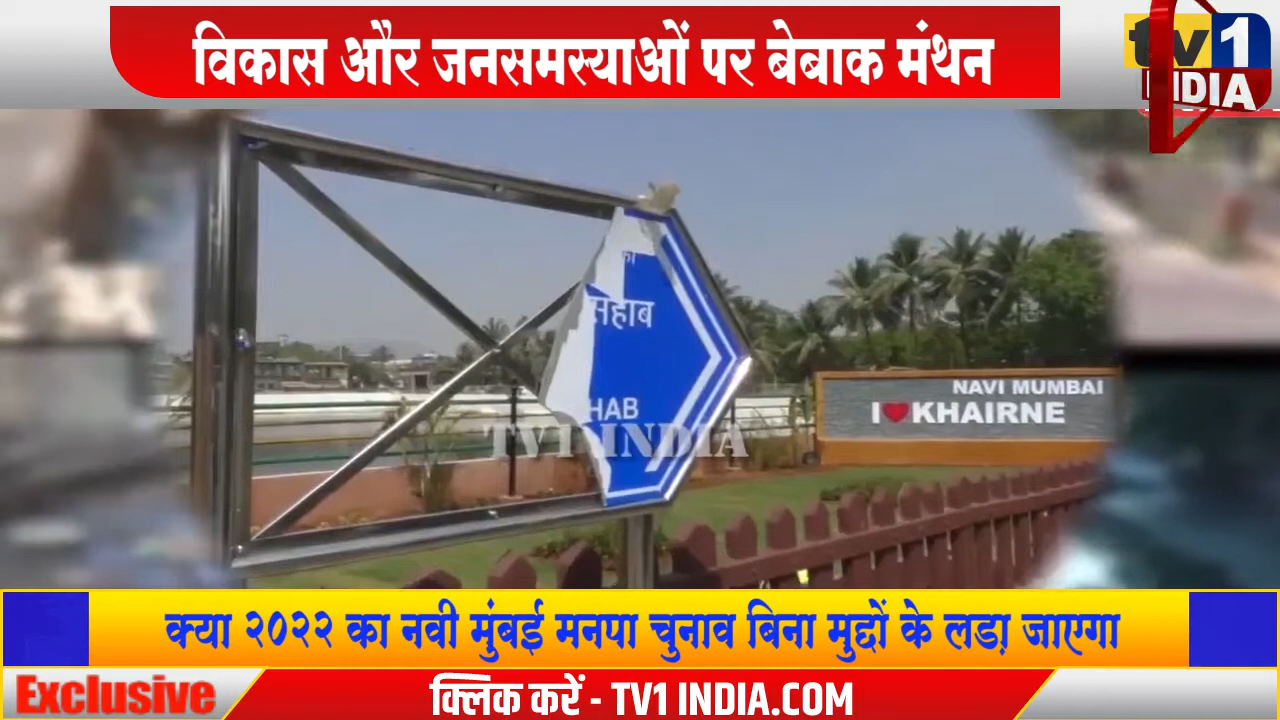 विकास और जनसमस्याओं पर बेबाक मंथन
tv1
INDIA
का
सहाब
HAB
TV1 INDIA
NAVI MUMBAI
I❤KHAIRNE
क्या २०२२ का नवी मुंबई मनपा चुनाव बिना मुद्दों के लडा़ जाएगा
Exclusive
क्लिक करें - TV1 INDIA.COM